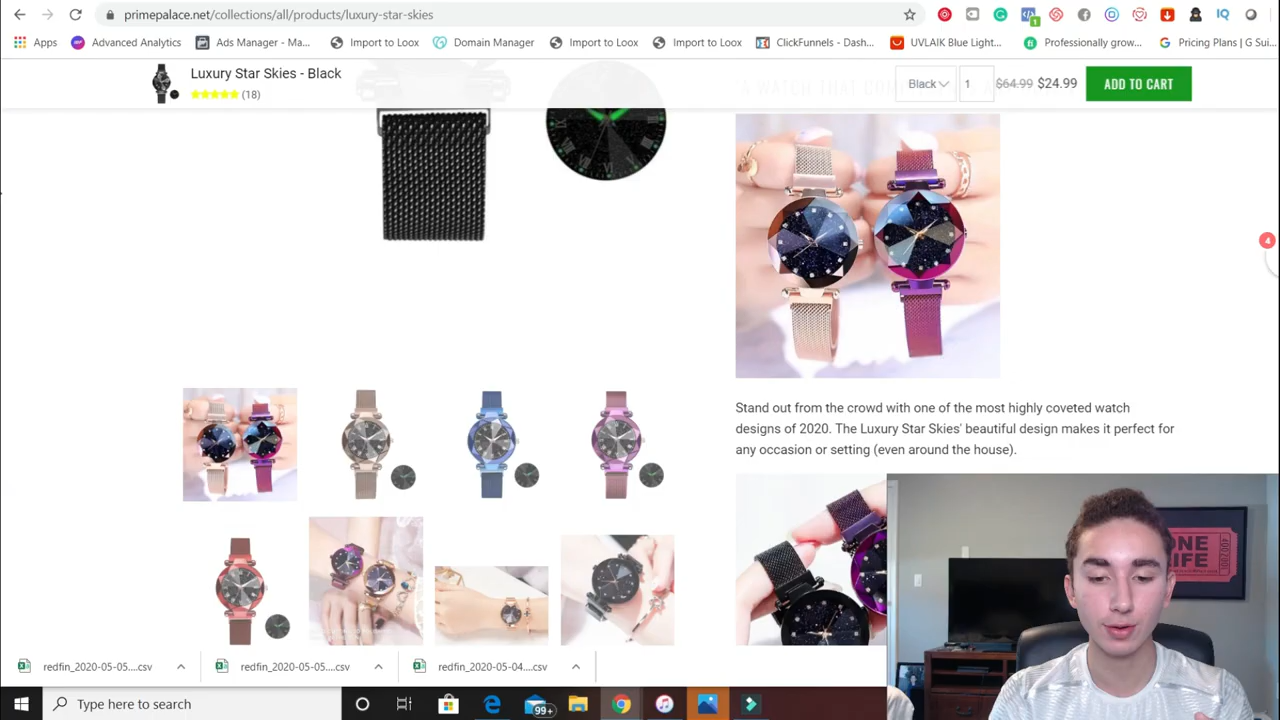 primepalace.net/collections/all/products/luxury-star-skies
1
Apps
Advanced Analytics
Ads Manager - Ma...
Import to Loox
Domain Manager
Import to Loox
Import to Loox
ClickFunnels - Dash...
UVLAIK Blue Light...
Professionally grow...
Pricing Plans | G Sui...
Luxury Star Skies - Black
(18)
Black
1
$64.99 $24.99
ADD TO CART
4
Stand out from the crowd with one of the most highly coveted watch
designs of 2020. The Luxury Star Skies' beautiful design makes it perfect for
any occasion or setting (even around the house).
ONE
LIFE
redfin_2020-05-05....csv
redfin_2020-05-05....csv
redfin_2020-05-04....csv
Type here to search
99+